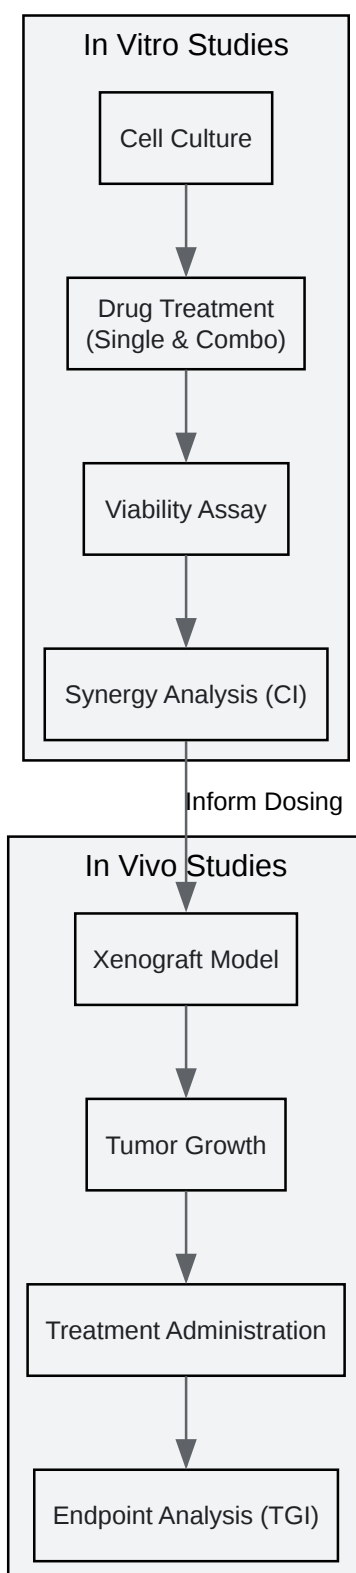 In Vitro Studies
Cell Culture
Drug Treatment
(Single & Combo)
Viability Assay
Synergy Analysis (CI)
Inform Dosing
In Vivo Studies
Xenograft Model
Tumor Growth
Treatment Administration
Endpoint Analysis (TGI)